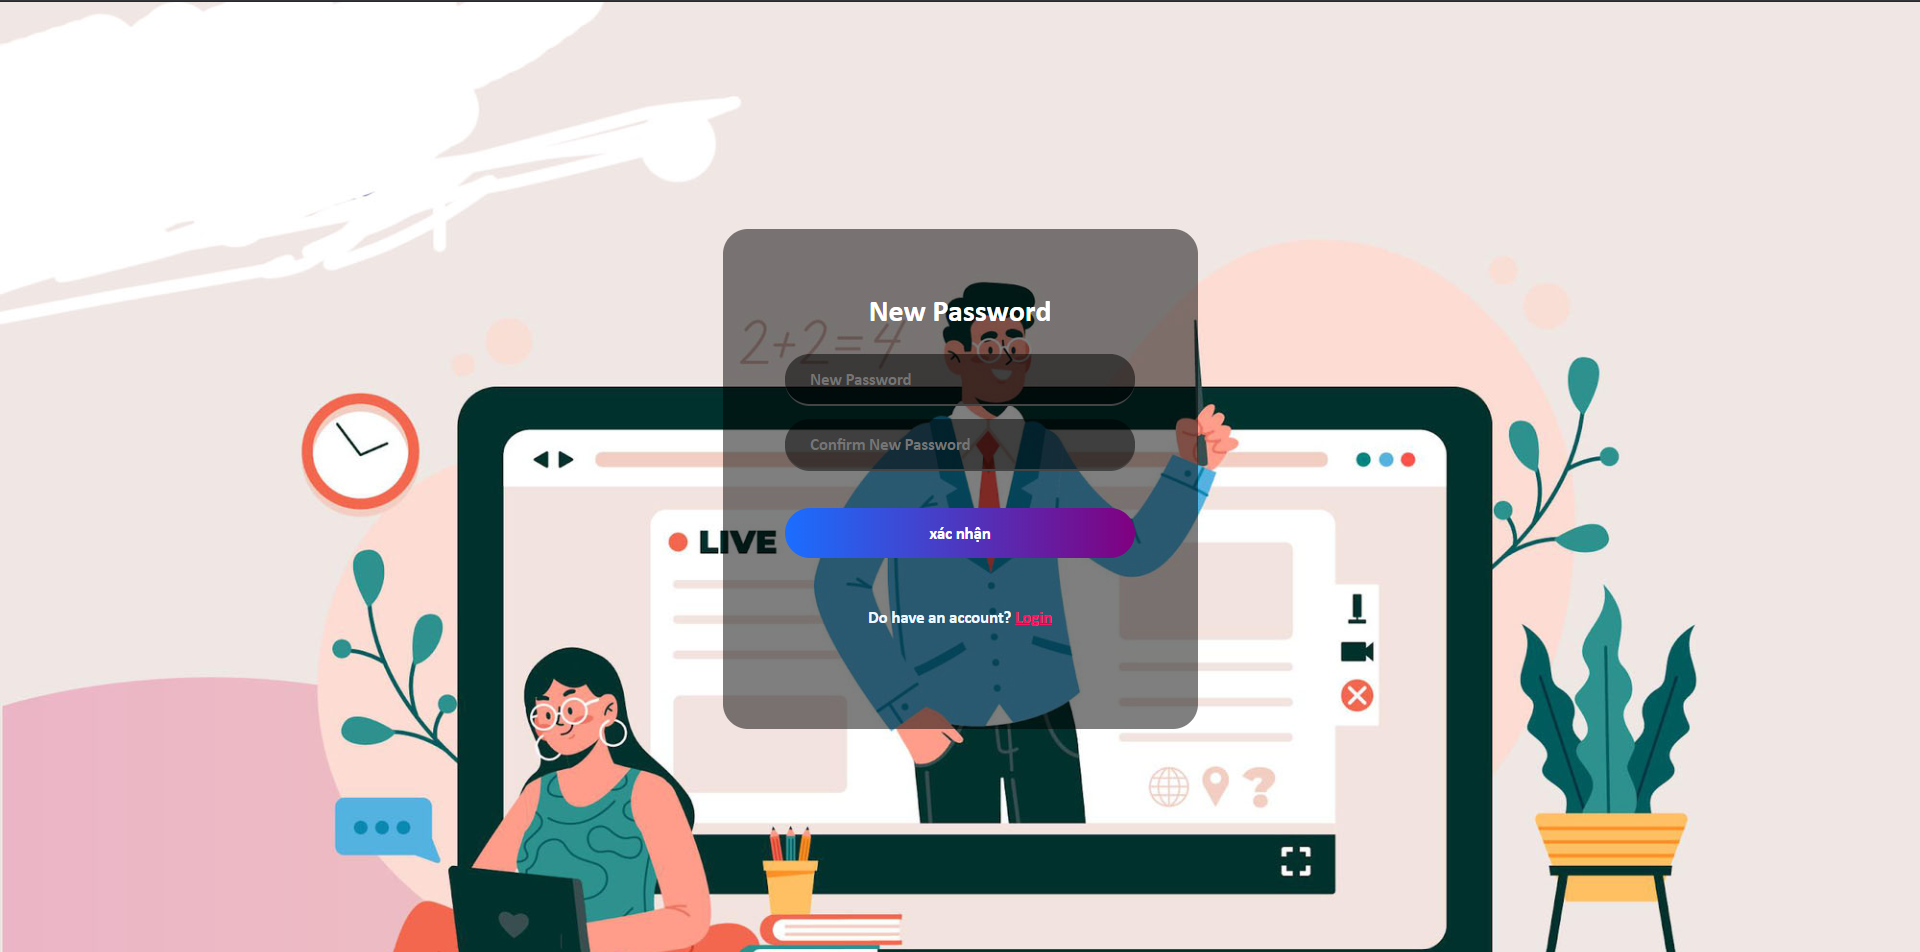 New Password
2+2=4
New Password
Confirm New Password
LIVE
xác nhận
Do have an account? Login
?